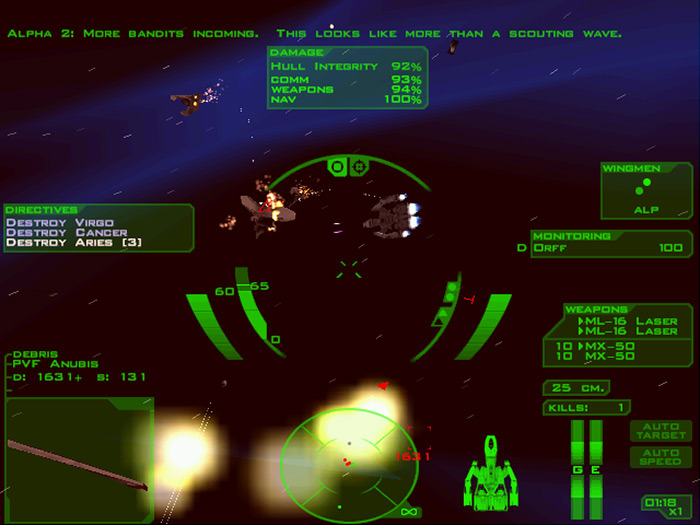 Alpha 2: More bandits incoming. This looks like more than a scouting wave.
Damage
Hull Integrity 92%
COMM 93%
WEAPONS 94%
NAV 100%
Wingmen
ALP
Directives
Destroy Virgo
Destroy Cancer
Destroy Aries [3]
Monitoring
D Orff 100
60 65
0
Weapons
ML-16 Laser
ML-16 Laser
10 MX-50
10 MX-50
Debris
PVF Anubis
D: 1631+ S: 131
25 CM.
Kills: 1
AUTO TARGET
AUTO SPEED
1631
G E
01:18
x1